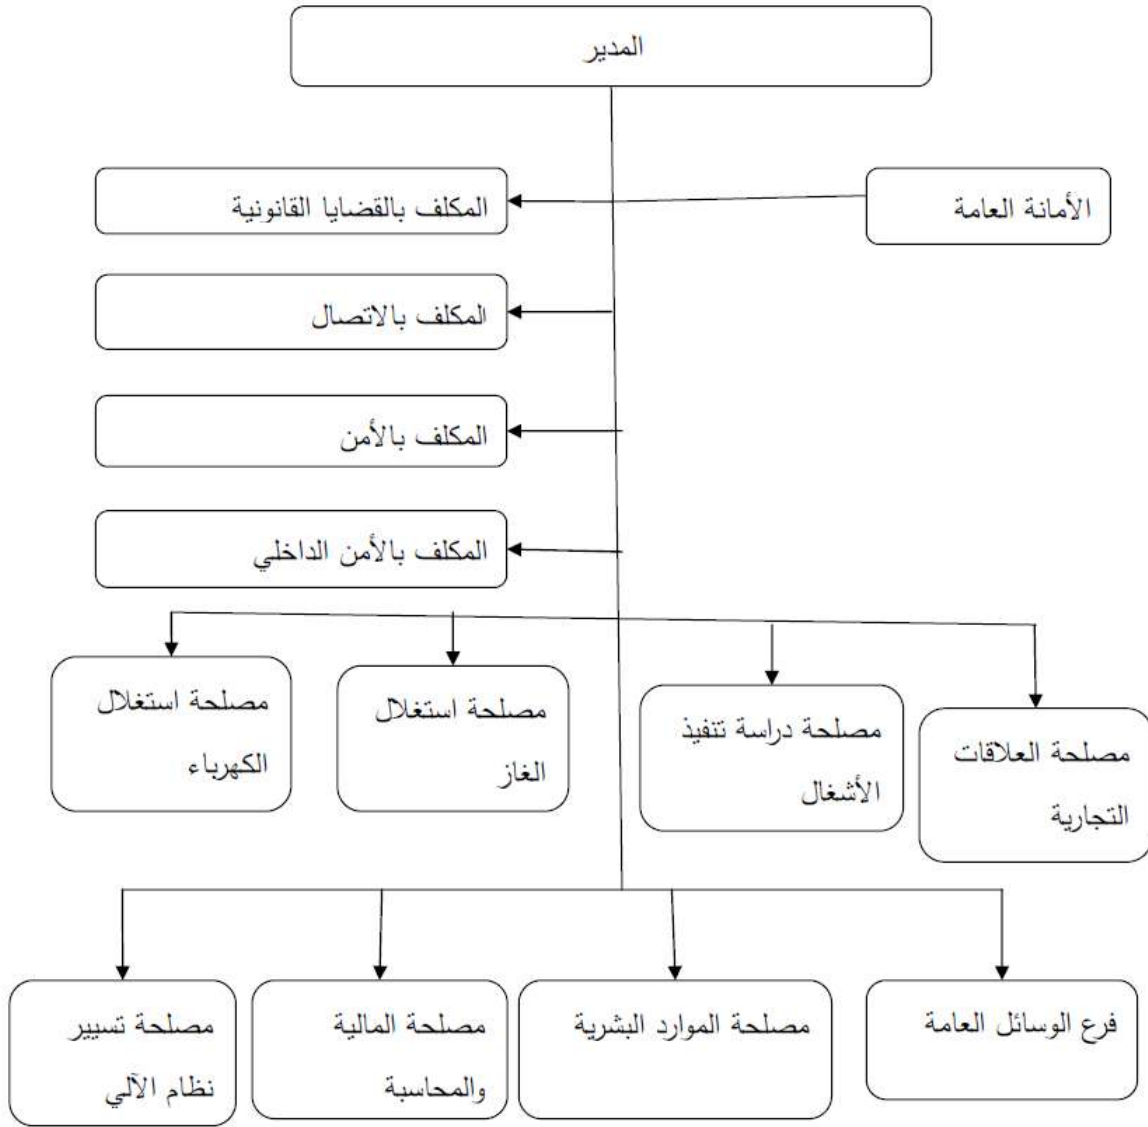 المدير
الأمانة العامة
المكلف بالقضايا القانونية
المكلف بالاتصال
المكلف بالأمن
المكلف بالأمن الداخلي
مصلحة العلاقات
التجارية
مصلحة دراسة تنفيذ
الأشغال
مصلحة استغلال
الغاز
مصلحة استغلال
الكهرباء
فرع الوسائل العامة
مصلحة الموارد البشرية
مصلحة المالية
والمحاسبة
مصلحة تسيير
نظام الآلي